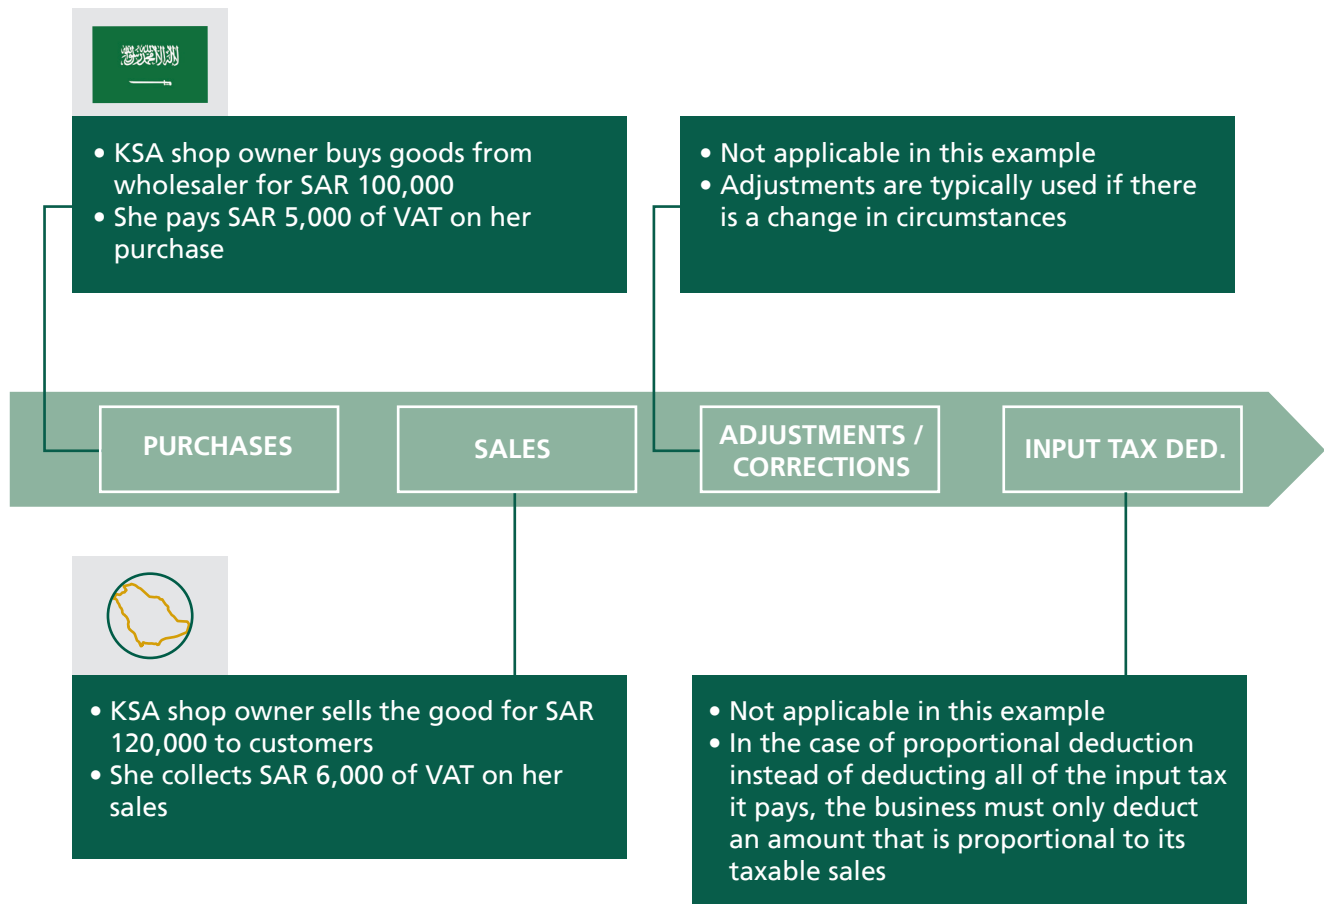 • KSA shop owner buys goods from
wholesaler for SAR 100,000
• She pays SAR 5,000 of VAT on her
purchase
• Not applicable in this example
• Adjustments are typically used if there
is a change in circumstances
PURCHASES
SALES
ADJUSTMENTS /
CORRECTIONS
INPUT TAX DED.
• KSA shop owner sells the good for SAR
120,000 to customers
• She collects SAR 6,000 of VAT on her
sales
• Not applicable in this example
• In the case of proportional deduction
instead of deducting all of the input tax
it pays, the business must only deduct
an amount that is proportional to its
taxable sales